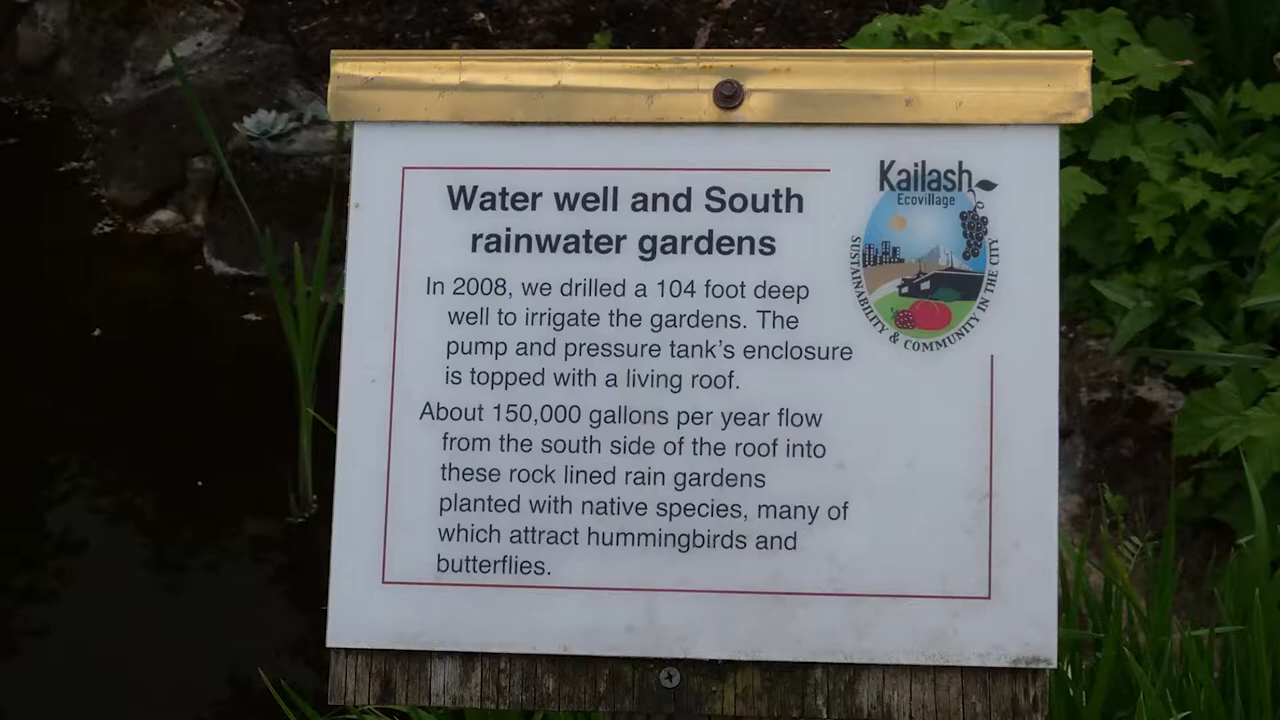 Kailash
Ecovillage
SUSTAINABILITY & COMMUNITY IN THE CITY
Water well and South
rainwater gardens
In 2008, we drilled a 104 foot deep
well to irrigate the gardens. The
pump and pressure tank's enclosure
is topped with a living roof.
About 150,000 gallons per year flow
from the south side of the roof into
these rock lined rain gardens
planted with native species, many of
which attract hummingbirds and
butterflies.